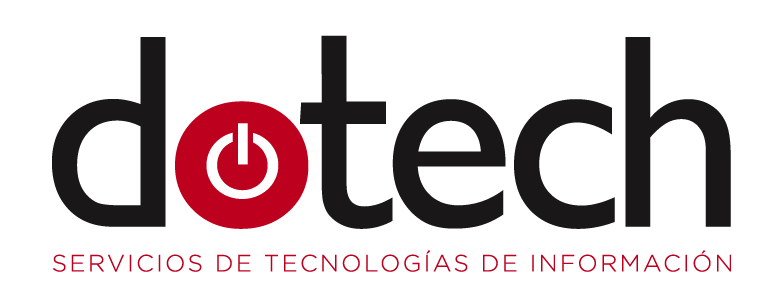 dotech
SERVICIOS DE TECNOLOGÍAS DE INFORMACIÓN